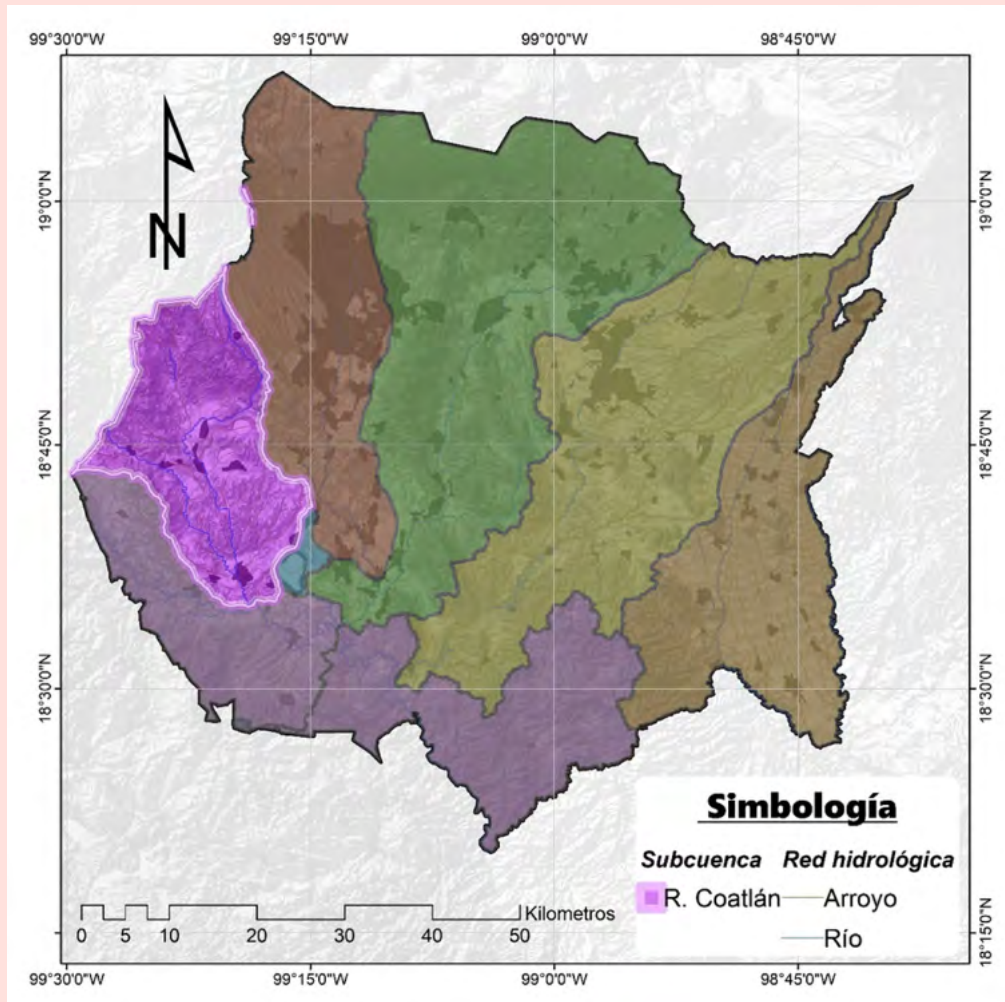 99°30'0"W 99°15'0"W 99°0'0"W 98°45'0"W
19°0'0"N 19°0'0"N
N
18°45'0"N 18°45'0"N
18°30'0"N 18°30'0"N
Simbología
Subcuenca Red hidrológica
R. Coatlán Arroyo
Río
Kilometros
0 5 10 20 30 40 50
18°15'0"N 18°15'0"N
99°30'0"W 99°15'0"W 99°0'0"W 98°45'0"W